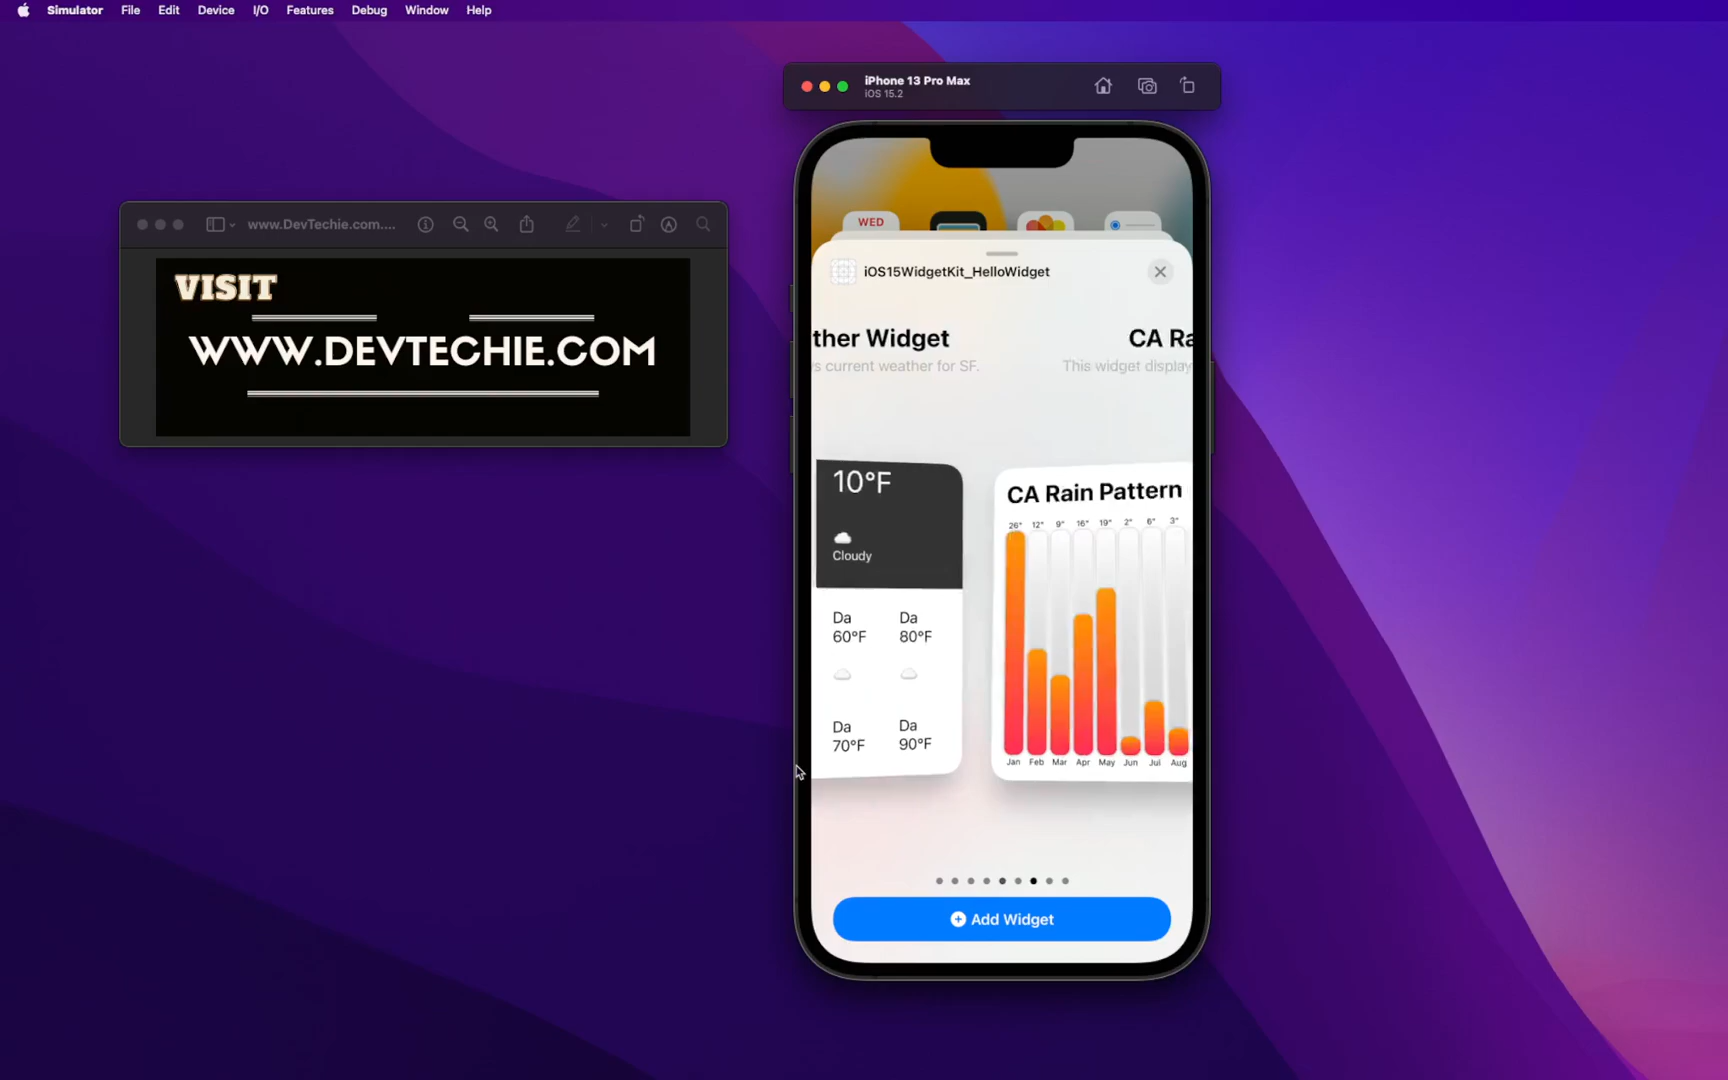 Simulator File Edit Device I/O Features Debug Window Help
iPhone 13 Pro Max
iOS 15.2
www.DevTechie.com....
VISIT
WWW.DEVTECHIE.COM
WED
iOS15WidgetKit_HelloWidget
ther Widget
CA Ra
s current weather for SF.
This widget display
10°F
Cloudy
Da Da
60°F 80°F
Da Da
70°F 90°F
CA Rain Pattern
26" 12" 9" 16" 19" 2" 6" 3"
Jan Feb Mar Apr May Jun Jul Aug
Add Widget